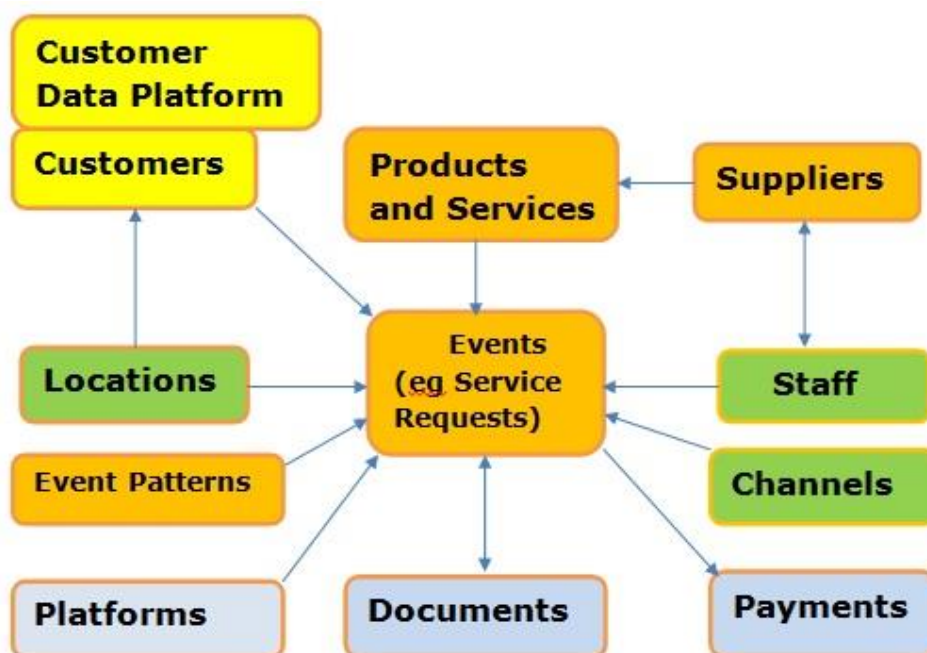 Customer
Data Platform
Customers
Products
and Services
Suppliers
Events
(eg Service
Requests)
Locations
Staff
Event Patterns
Channels
Platforms
Documents
Payments